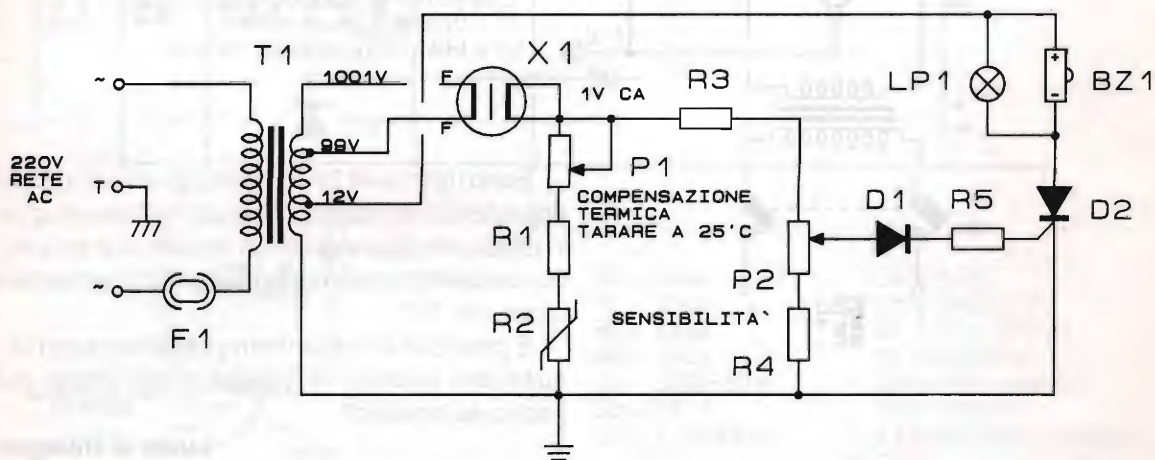 T1
~
1001V
F
X1
1V CA
R3
LP1
+
-
BZ1
220V
RETE
AC
T
99V
F
12V
P1
COMPENSAZIONE
TERMICA
TARARE A 25'C
D1
R5
D2
R1
P2
~
F1
R2
SENSIBILITA`
R4